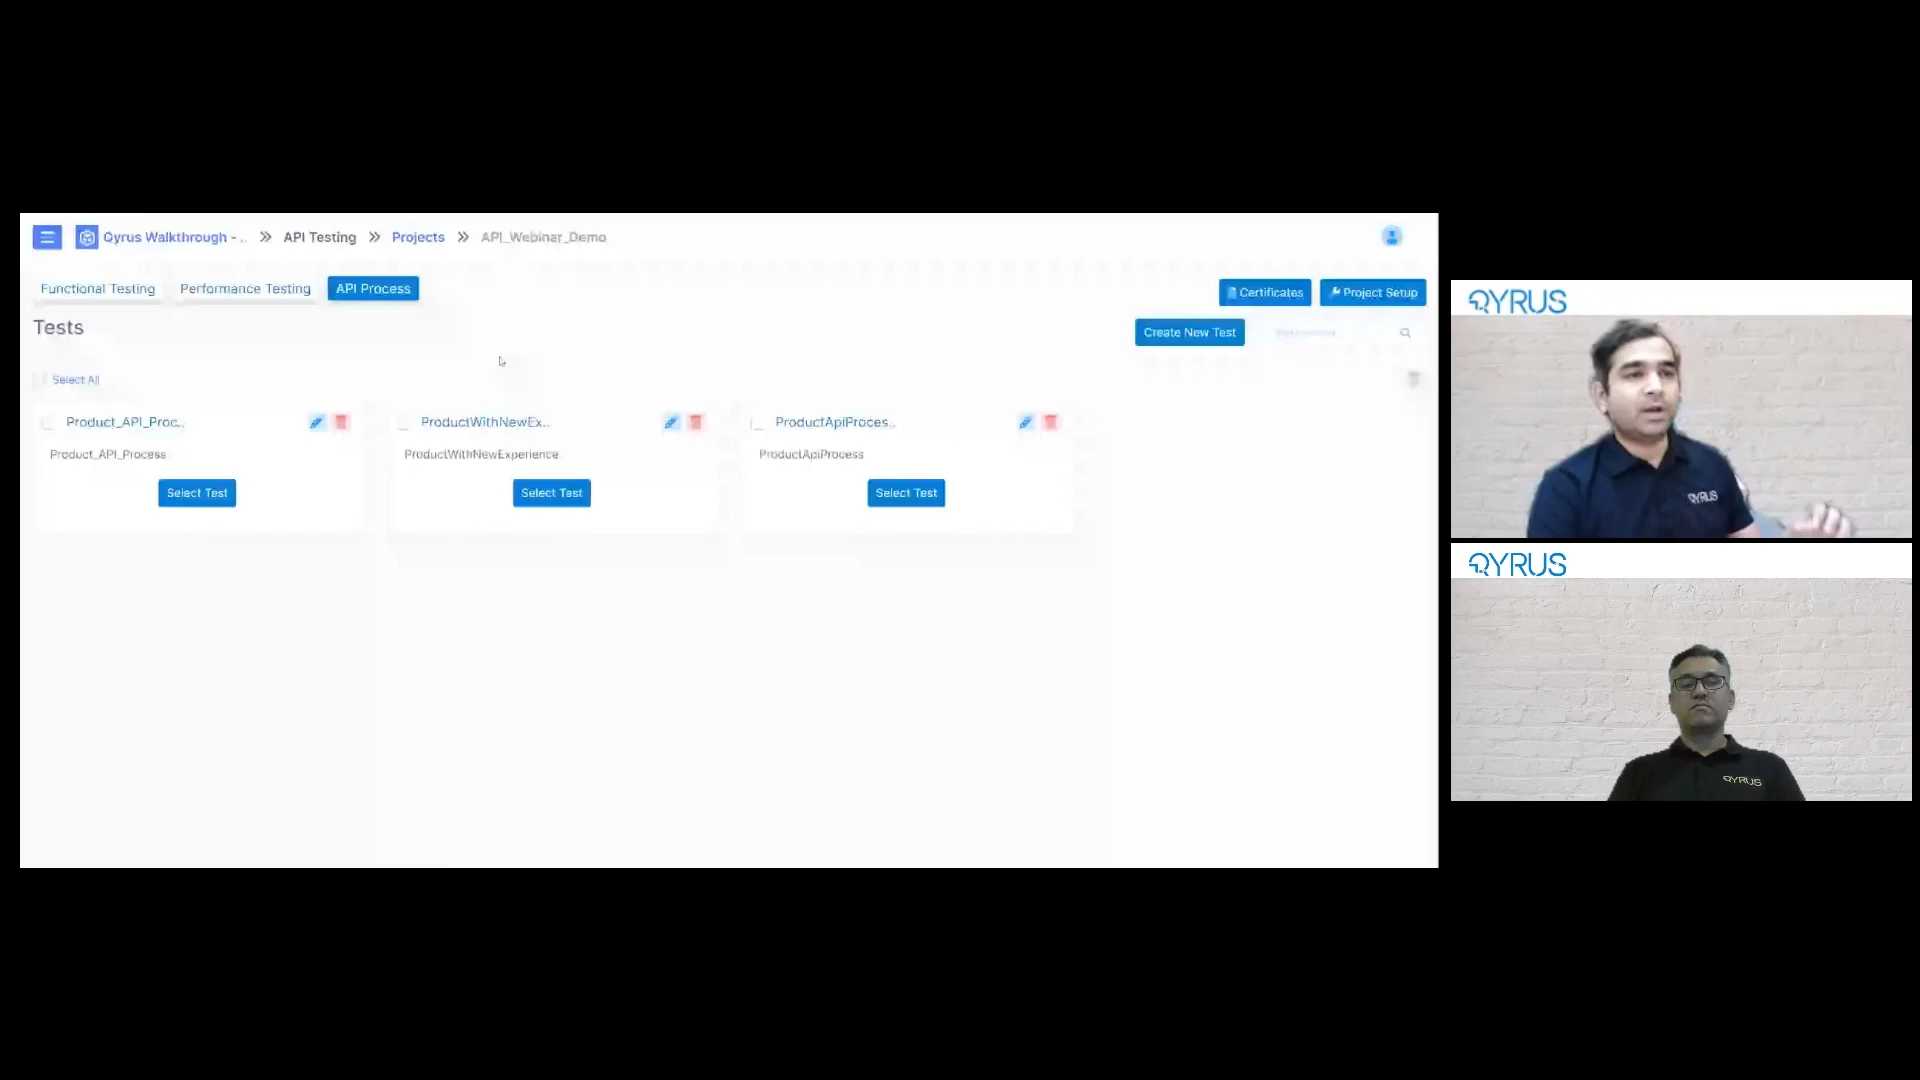 Qyrus Walkthrough - .. » API Testing » Projects » API_Webinar_Demo
Functional Testing Performance Testing API Process
Certificates Project Setup
Tests
Create New Test
Select All
Product_API_Proc..
Product_API_Process
Select Test
ProductWithNewEx...
ProductWithNewExperience
Select Test
ProductApiProces..
ProductApiProcess
Select Test
QYRUS
QYRUS
QYRUS
QYRUS